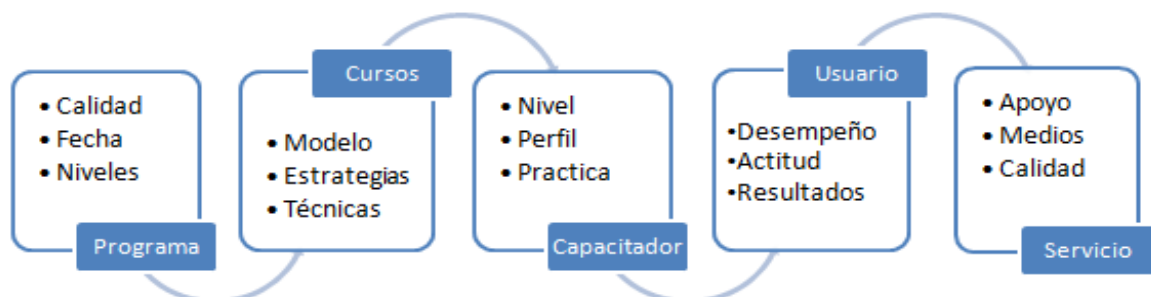 • Calidad
• Fecha
• Niveles
Programa
Cursos
• Modelo
• Estrategias
• Técnicas
• Nivel
• Perfil
• Practica
Capacitador
Usuario
•Desempeño
•Actitud
•Resultados
• Apoyo
• Medios
• Calidad
Servicio